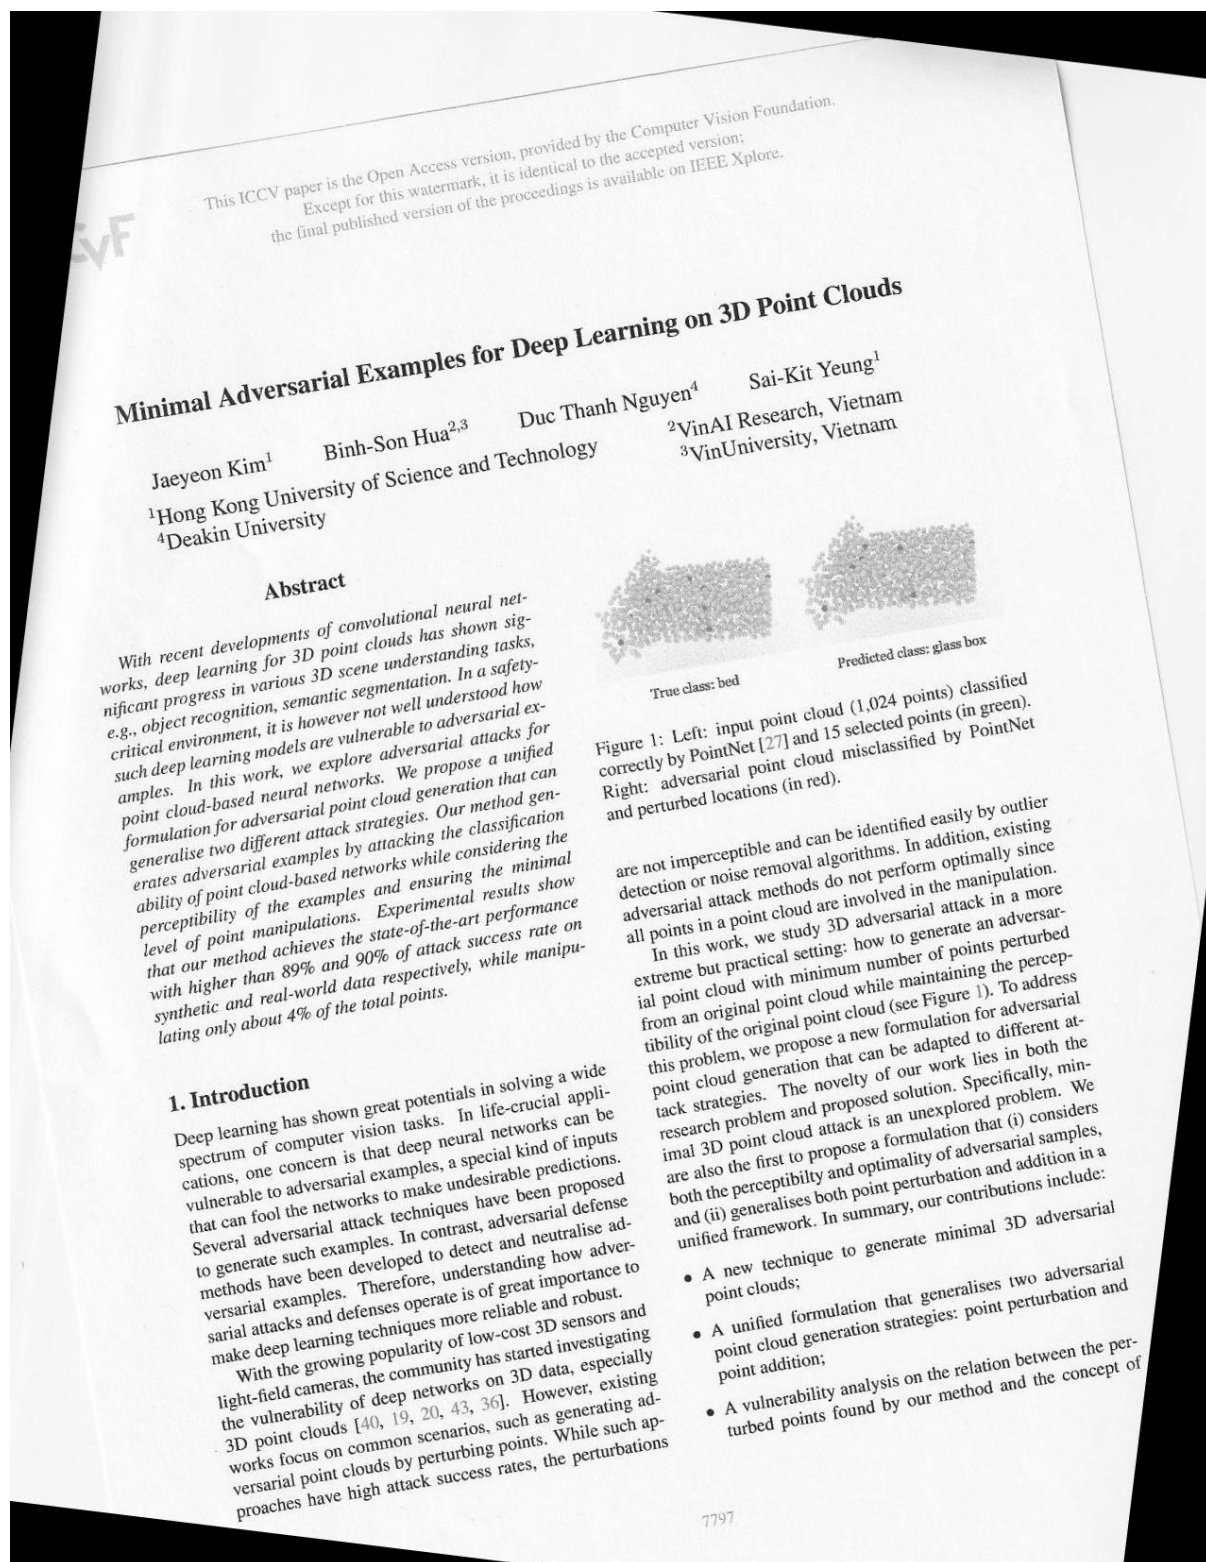 This ICCV paper is the Open Access version, provided by the Computer Vision Foundation.
Except for this watermark, it is identical to the accepted version;
the final published version of the proceedings is available on IEEE Xplore.
CVF
Minimal Adversarial Examples for Deep Learning on 3D Point Clouds
Jaeyeon Kim1 Binh-Son Hua2,3 Duc Thanh Nguyen4 Sai-Kit Yeung1
1Hong Kong University of Science and Technology 2VinAI Research, Vietnam
4Deakin University 3VinUniversity, Vietnam
Abstract
With recent developments of convolutional neural net-
works, deep learning for 3D point clouds has shown sig-
nificant progress in various 3D scene understanding tasks,
e.g., object recognition, semantic segmentation. In a safety-
critical environment, it is however not well understood how
such deep learning models are vulnerable to adversarial ex-
amples. In this work, we explore adversarial attacks for
point cloud-based neural networks. We propose a unified
formulation for adversarial point cloud generation that can
generalise two different attack strategies. Our method gen-
erates adversarial examples by attacking the classification
ability of point cloud-based networks while considering the
perceptibility of the examples and ensuring the minimal
level of point manipulations. Experimental results show
that our method achieves the state-of-the-art performance
with higher than 89% and 90% of attack success rate on
synthetic and real-world data respectively, while manipu-
lating only about 4% of the total points.
1. Introduction
Deep learning has shown great potentials in solving a wide
spectrum of computer vision tasks. In life-crucial appli-
cations, one concern is that deep neural networks can be
vulnerable to adversarial examples, a special kind of inputs
that can fool the networks to make undesirable predictions.
Several adversarial attack techniques have been proposed
to generate such examples. In contrast, adversarial defense
methods have been developed to detect and neutralise ad-
versarial examples. Therefore, understanding how adver-
sarial attacks and defenses operate is of great importance to
make deep learning techniques more reliable and robust.
With the growing popularity of low-cost 3D sensors and
light-field cameras, the community has started investigating
the vulnerability of deep networks on 3D data, especially
3D point clouds [40, 19, 20, 43, 36]. However, existing
works focus on common scenarios, such as generating ad-
versarial point clouds by perturbing points. While such ap-
proaches have high attack success rates, the perturbations
True class: bed
Predicted class: glass box
Figure 1: Left: input point cloud (1,024 points) classified
correctly by PointNet [27] and 15 selected points (in green).
Right: adversarial point cloud misclassified by PointNet
and perturbed locations (in red).
are not imperceptible and can be identified easily by outlier
detection or noise removal algorithms. In addition, existing
adversarial attack methods do not perform optimally since
all points in a point cloud are involved in the manipulation.
In this work, we study 3D adversarial attack in a more
extreme but practical setting: how to generate an adversar-
ial point cloud with minimum number of points perturbed
from an original point cloud while maintaining the percep-
tibility of the original point cloud (see Figure 1). To address
this problem, we propose a new formulation for adversarial
point cloud generation that can be adapted to different at-
tack strategies. The novelty of our work lies in both the
research problem and proposed solution. Specifically, min-
imal 3D point cloud attack is an unexplored problem. We
are also the first to propose a formulation that (i) considers
both the perceptibilty and optimality of adversarial samples,
and (ii) generalises both point perturbation and addition in a
unified framework. In summary, our contributions include:
• A new technique to generate minimal 3D adversarial
point clouds;
• A unified formulation that generalises two adversarial
point cloud generation strategies: point perturbation and
point addition;
• A vulnerability analysis on the relation between the per-
turbed points found by our method and the concept of
7797